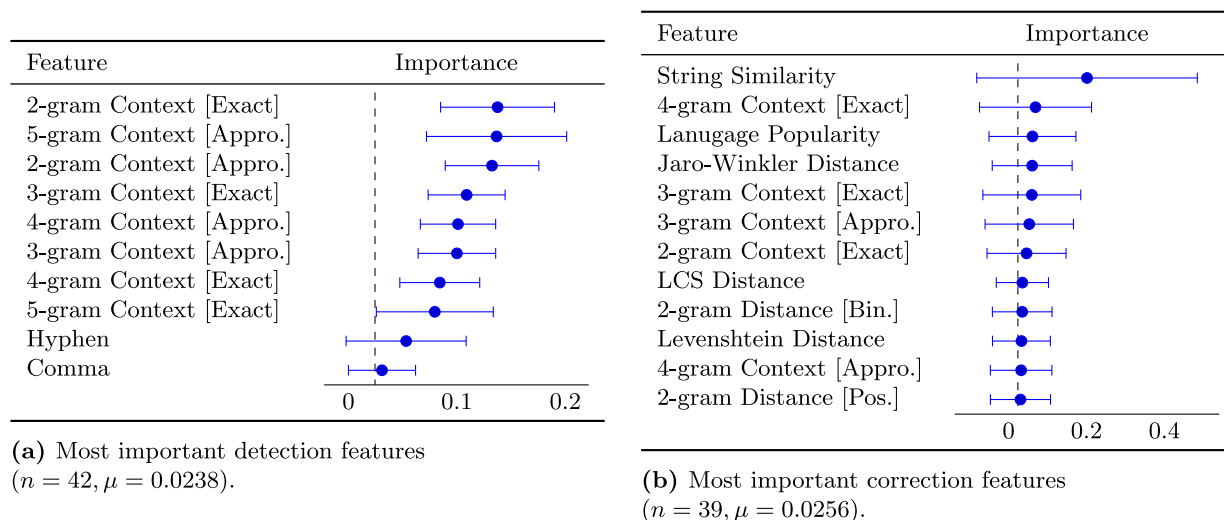 Feature Importance
2-gram Context [Exact]
5-gram Context [Appro.]
2-gram Context [Appro.]
3-gram Context [Exact]
4-gram Context [Appro.]
3-gram Context [Appro.]
4-gram Context [Exact]
5-gram Context [Exact]
Hyphen
Comma
0 0.1 0.2
(a) Most important detection features
(n = 42, μ = 0.0238).
Feature Importance
String Similarity
4-gram Context [Exact]
Lanugage Popularity
Jaro-Winkler Distance
3-gram Context [Exact]
3-gram Context [Appro.]
2-gram Context [Exact]
LCS Distance
2-gram Distance [Bin.]
Levenshtein Distance
4-gram Context [Appro.]
2-gram Distance [Pos.]
0 0.2 0.4
(b) Most important correction features
(n = 39, μ = 0.0256).